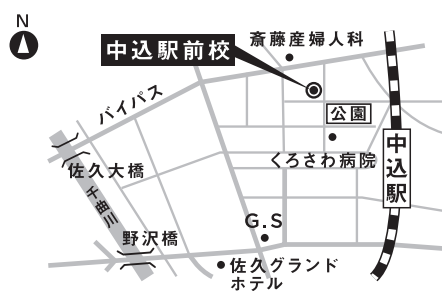 N
中込駅前校
斎藤産婦人科
バイパス
公園
くろさわ病院
中込駅
佐久大橋
千曲川
野沢橋
G.S
佐久グランド
ホテル